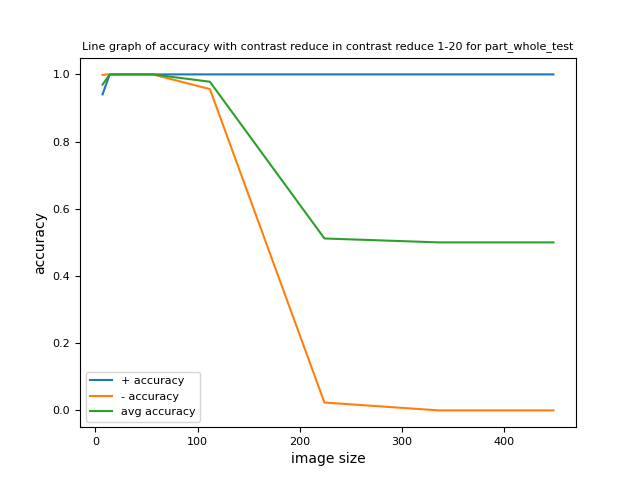 Line graph of accuracy with contrast reduce in contrast reduce 1-20 for part_whole_test
1.0
0.8
0.6
0.4
0.2
0.0
accuracy
+ accuracy
- accuracy
avg accuracy
0 100 200 300 400
image size